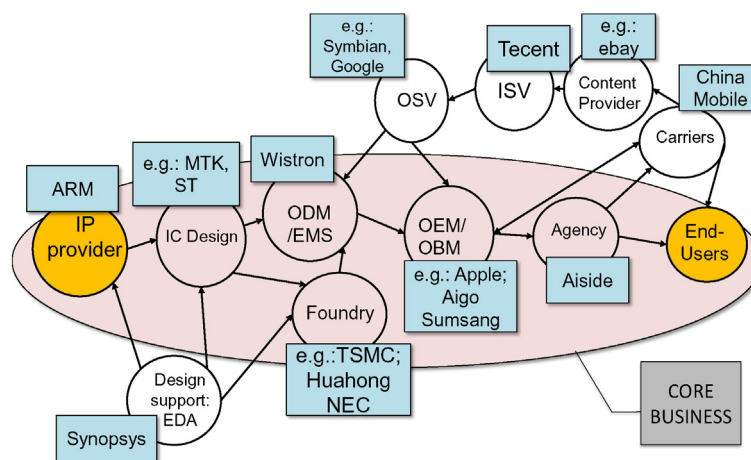 e.g.:
Symbian,
Google
OSV
Tecent
ISV
e.g.:
ebay
Content
Provider
China
Mobile
Carriers
ARM
IP
provider
e.g.: MTK,
ST
IC Design
Wistron
ODM
/EMS
OEM/
OBM
e.g.: Apple;
Aigo
Sumsang
Agency
Aiside
End-
Users
Foundry
e.g.:TSMC;
Huahong
NEC
Design
support:
EDA
Synopsys
CORE
BUSINESS